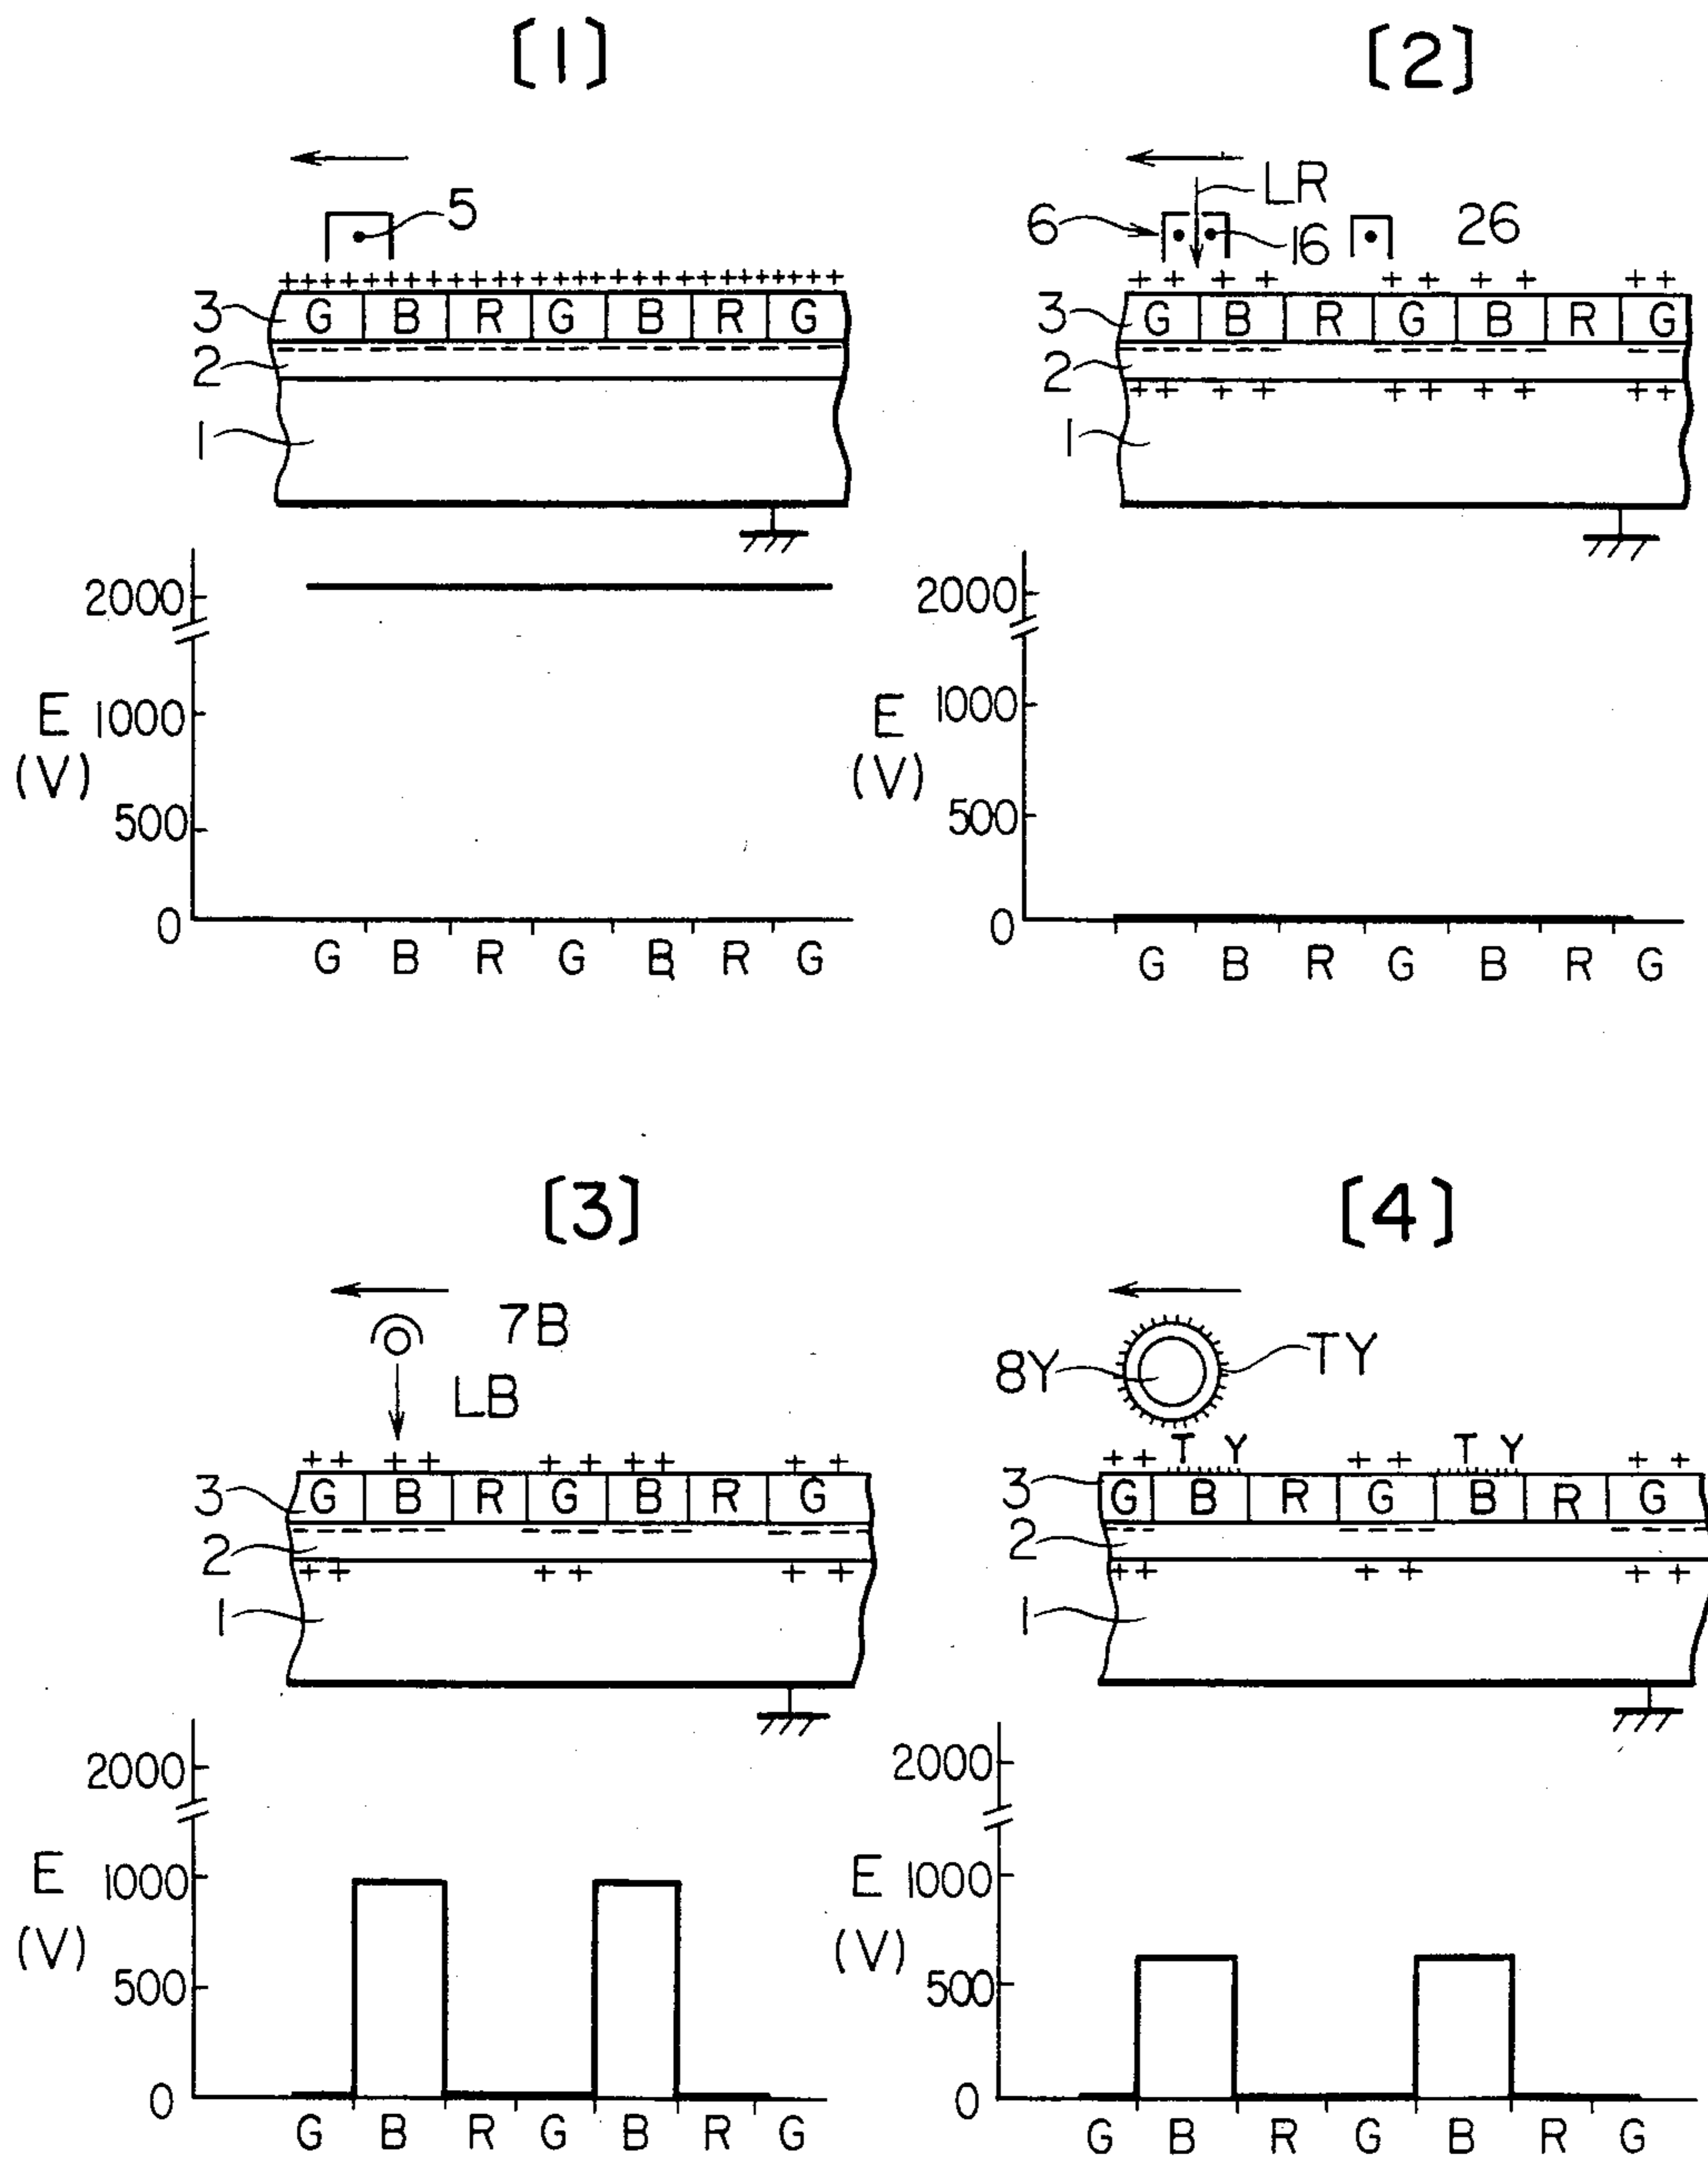 [1]
5
+++++++++++++++++++++++++++
3 G B R G B R G
2
1
2000
E 1000
(V)
500
0
G B R G B R G
[2]
LR
6 16 26
+ + + + + + + + + +
3 G B R G B R G
2
++ + + + + + + ++
1
2000
E 1000
(V)
500
0
G B R G B R G
[3]
7B
LB
+ + + + + + + + + +
3 G B R G B R G
2
++ + + + +
1
2000
E 1000
(V)
500
0
G B R G B R G
[4]
8Y TY
+ + T Y + + T Y + +
3 G B R G B R G
2
++ + + + +
1
2000
E 1000
(V)
500
0
G B R G B R G